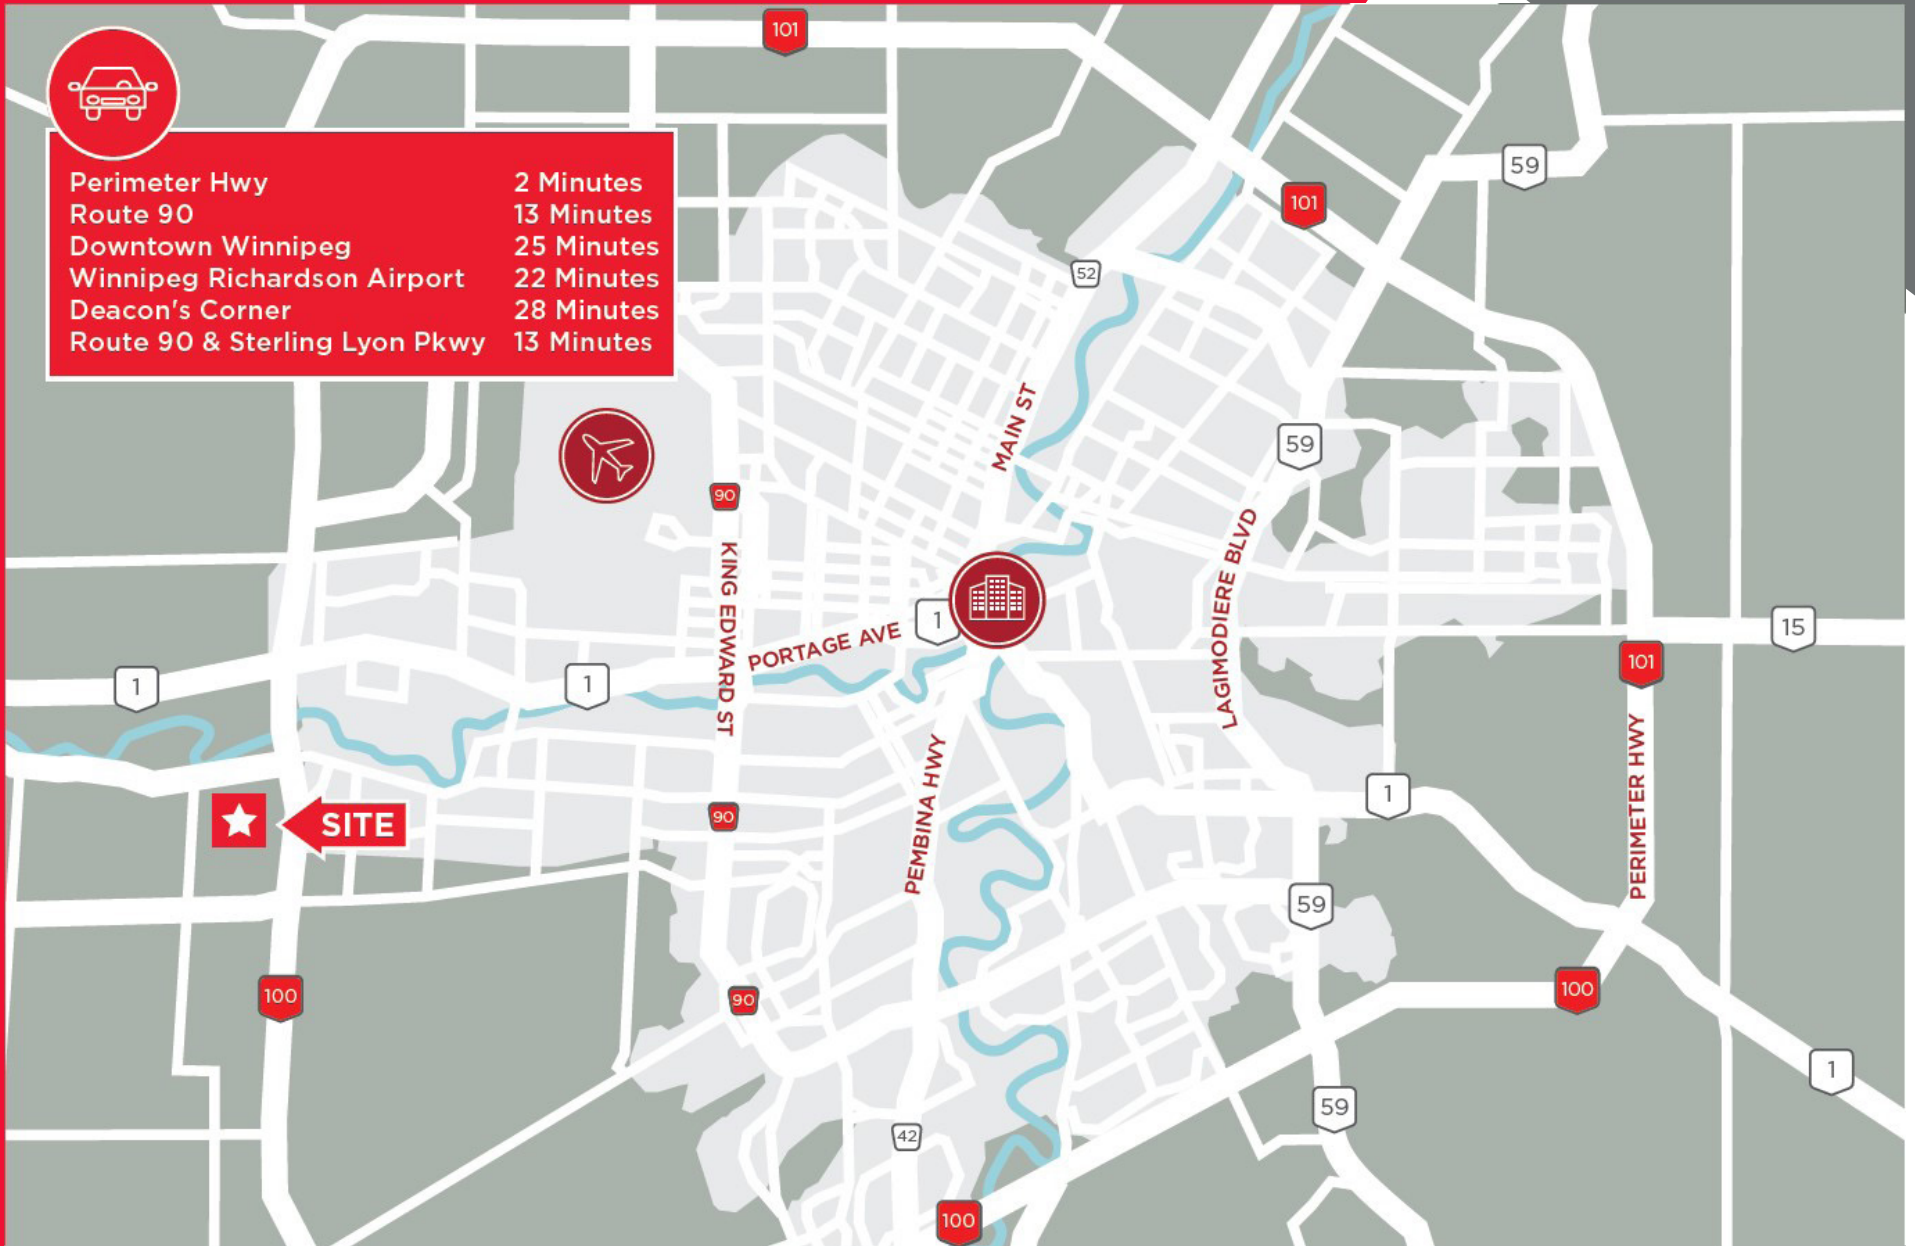 101
Perimeter Hwy 2 Minutes
Route 90 13 Minutes
Downtown Winnipeg 25 Minutes
Winnipeg Richardson Airport 22 Minutes
Deacon's Corner 28 Minutes
Route 90 & Sterling Lyon Pkwy 13 Minutes
59
101
52
MAIN ST
59
90
KING EDWARD ST
LAGIMODIERE BLVD
PORTAGE AVE
1
15
101
1
1
PERIMETER HWY
PEMBINA HWY
1
90
SITE
59
100
90
100
1
59
42
100